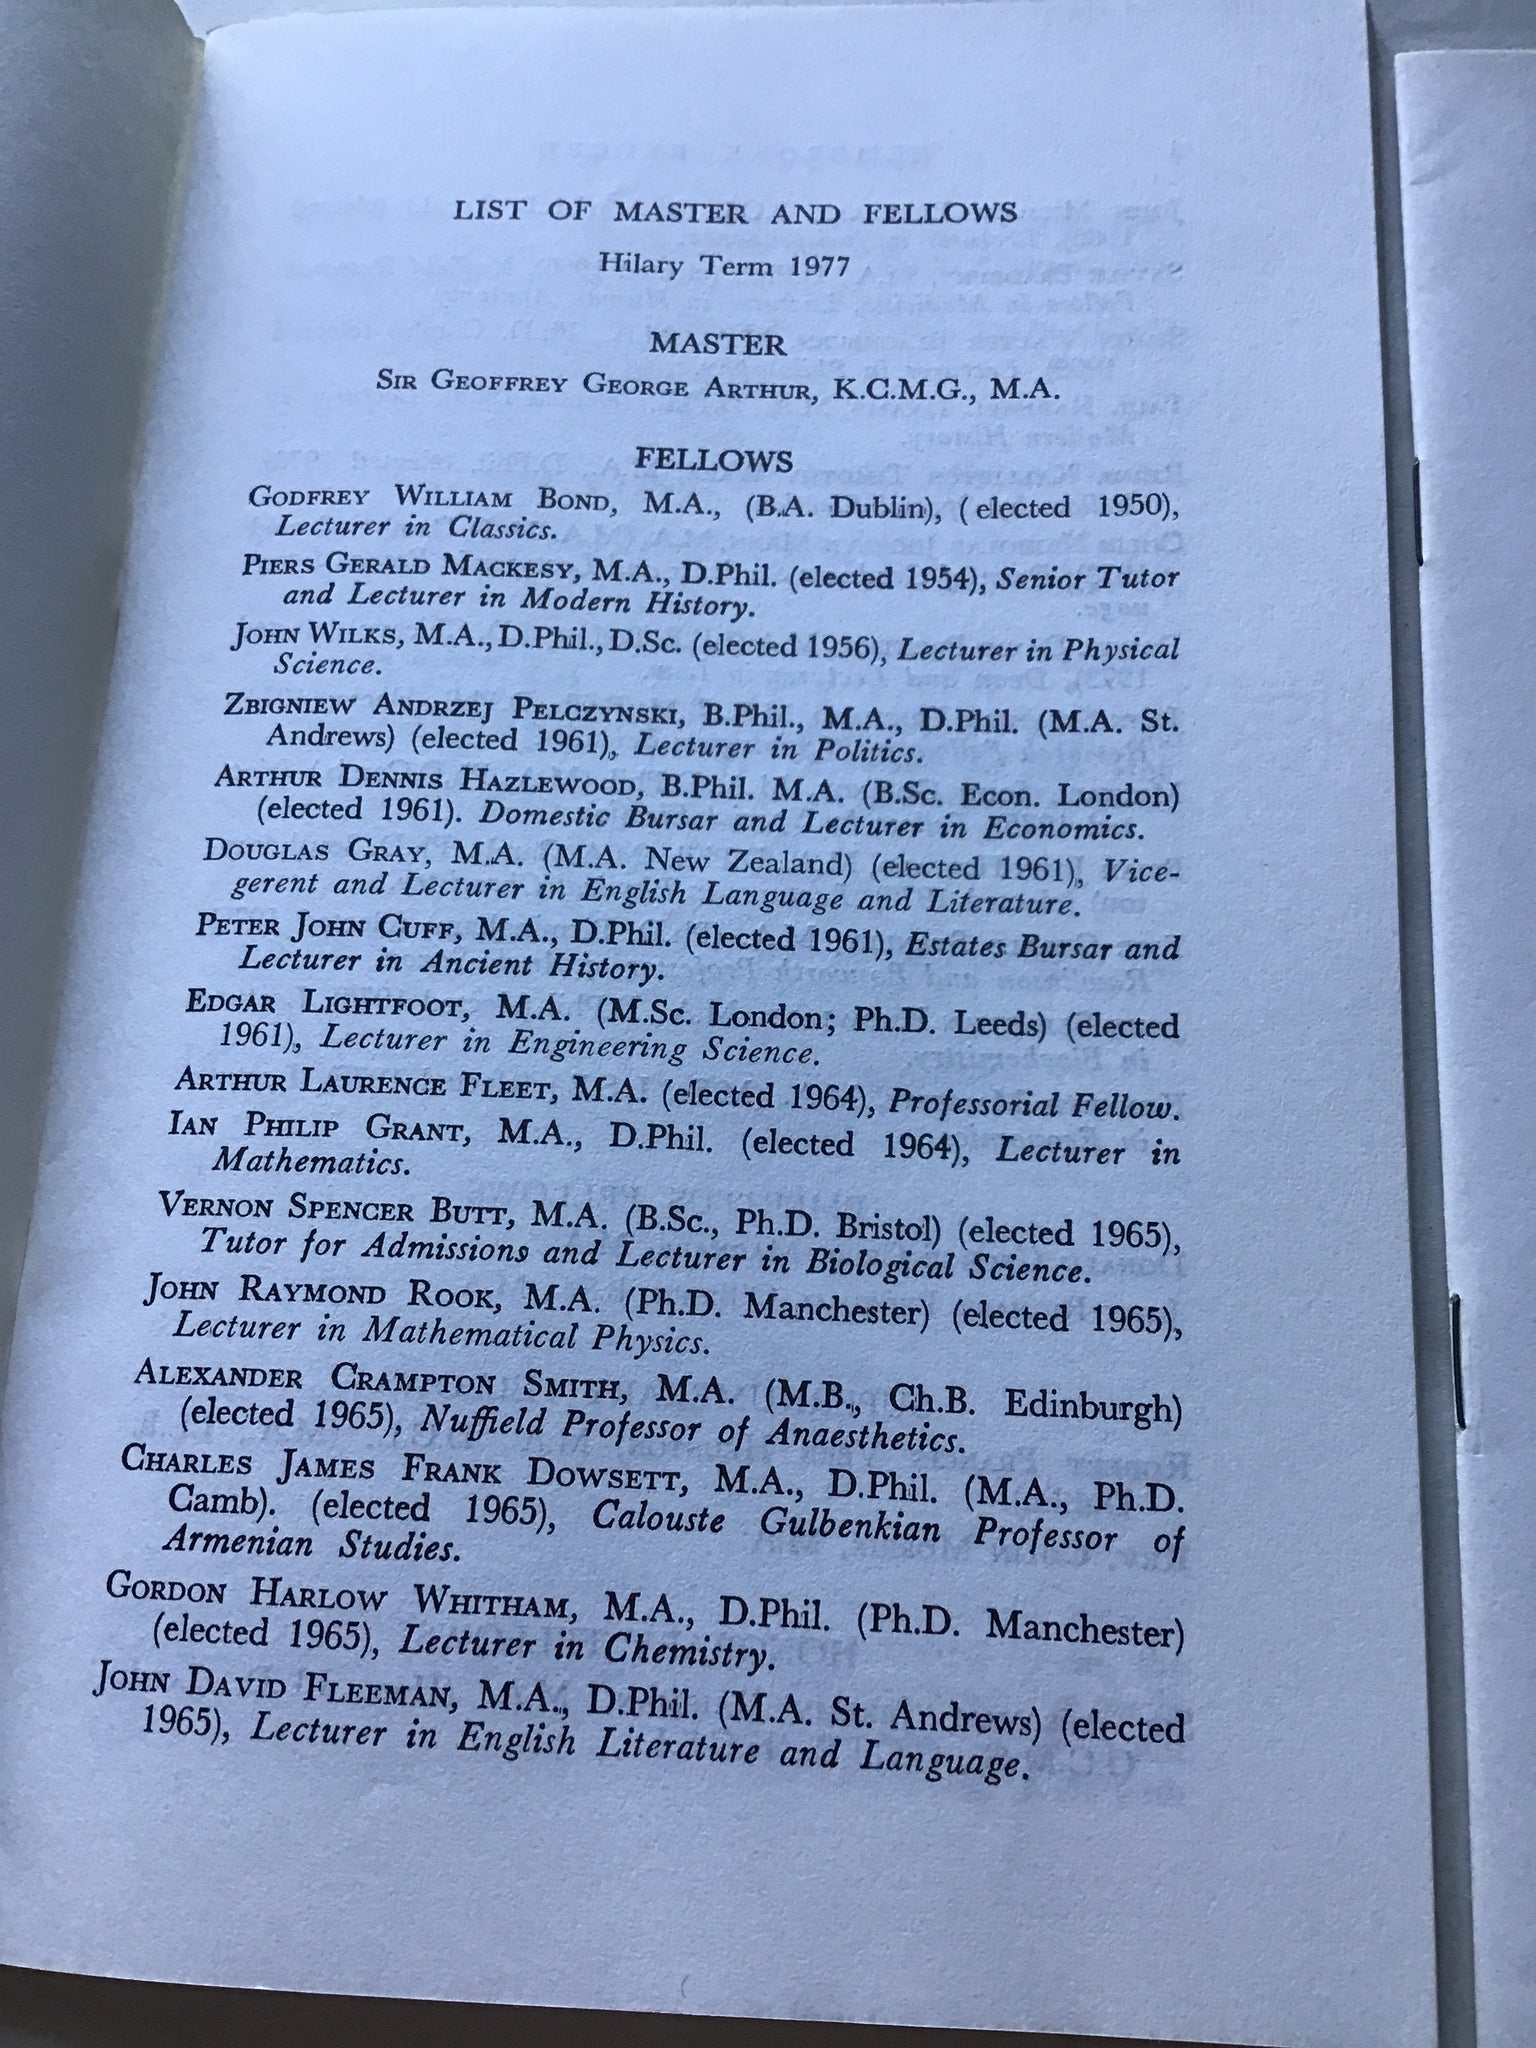 LIST OF MASTER AND FELLOWS
Hilary Term 1977
MASTER
SIR GEOFFREY GEORGE ARTHUR, K.C.M.G., M.A.
FELLOWS
GODFREY WILLIAM BOND, M.A., (B.A. Dublin), ( elected 1950),
Lecturer in Classics.
PIERS GERALD MACKESY, M.A., D.Phil. (elected 1954), Senior Tutor
and Lecturer in Modern History.
JOHN WILKS, M.A., D.Phil., D.Sc. (elected 1956), Lecturer in Physical
Science.
ZBIGNIEW ANDRZEJ PELCZYNSKI, B.Phil., M.A., D.Phil. (M.A. St.
Andrews) (elected 1961), Lecturer in Politics.
ARTHUR DENNIS HAZLEWOOD, B.Phil. M.A. (B.Sc. Econ. London)
(elected 1961). Domestic Bursar and Lecturer in Economics.
DOUGLAS GRAY, M.A. (M.A. New Zealand) (elected 1961), Vice-
gerent and Lecturer in English Language and Literature.
PETER JOHN CUFF, M.A., D.Phil. (elected 1961), Estates Bursar and
Lecturer in Ancient History.
EDGAR LIGHTFOOT, M.A. (M.Sc. London; Ph.D. Leeds) (elected
1961), Lecturer in Engineering Science.
ARTHUR LAURENCE FLEET, M.A. (elected 1964), Professorial Fellow.
IAN PHILIP GRANT, M.A., D.Phil. (elected 1964), Lecturer in
Mathematics.
VERNON SPENCER BUTT, M.A. (B.Sc., Ph.D. Bristol) (elected 1965),
Tutor for Admissions and Lecturer in Biological Science.
JOHN RAYMOND ROOK, M.A. (Ph.D. Manchester) (elected 1965),
Lecturer in Mathematical Physics.
ALEXANDER CRAMPTON SMITH, M.A. (M.B., Ch.B. Edinburgh)
(elected 1965), Nuffield Professor of Anaesthetics.
CHARLES JAMES FRANK DOWSETT, M.A., D.Phil. (M.A., Ph.D.
Camb). (elected 1965), Calouste Gulbenkian Professor of
Armenian Studies.
GORDON HARLOW WHITHAM, M.A., D.Phil. (Ph.D. Manchester)
(elected 1965), Lecturer in Chemistry.
JOHN DAVID FLEEMAN, M.A., D.Phil. (M.A. St. Andrews) (elected
1965), Lecturer in English Literature and Language.